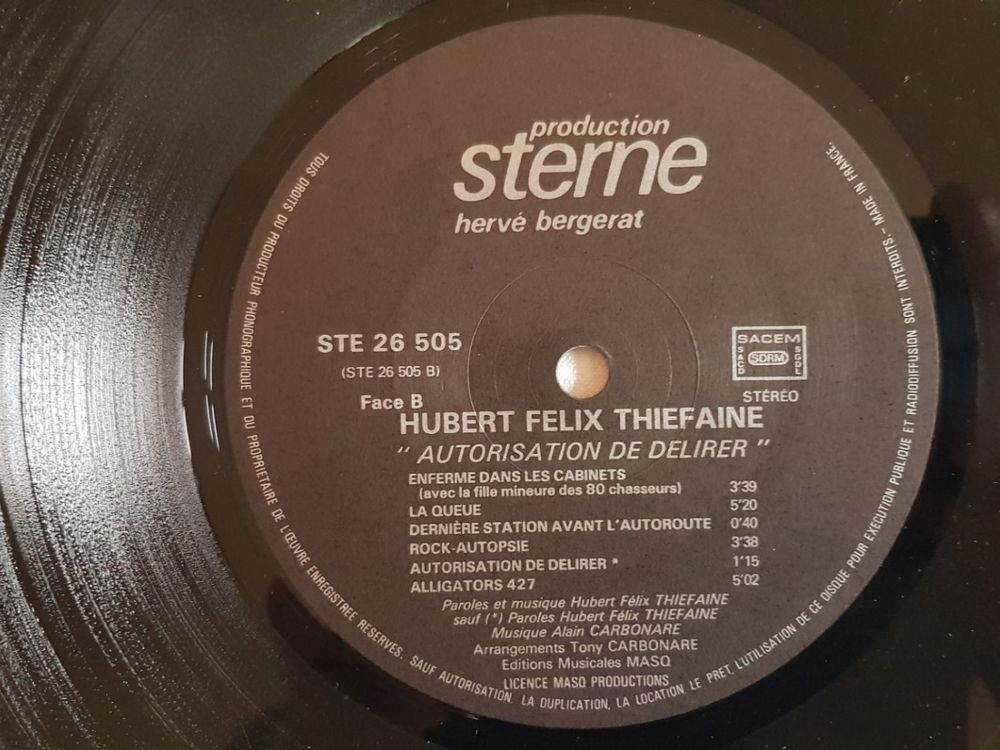 production
sterne
hervé bergerat
STE 26 505
(STE 26 505 B)
Face B
SACEM
SACD
SDRM
SGDL
STÉRÉO
HUBERT FELIX THIEFAINE
“ AUTORISATION DE DELIRER ”
ENFERME DANS LES CABINETS
(avec la fille mineure des 80 chasseurs) 3'39
LA QUEUE 5'20
DERNIÈRE STATION AVANT L'AUTOROUTE 0'40
ROCK-AUTOPSIE 3'38
AUTORISATION DE DELIRER * 1'15
ALLIGATORS 427 5'02
Paroles et musique Hubert Félix THIEFAINE
sauf (*) Paroles Hubert Félix THIEFAINE
Musique Alain CARBONARE
Arrangements Tony CARBONARE
Editions Musicales MASQ
LICENCE MASQ PRODUCTIONS
TOUS DROITS DU PRODUCTEUR PHONOGRAPHIQUE ET DU PROPRIETAIRE DE L'ŒUVRE ENREGISTREE RESERVES. SAUF AUTORISATION, LA DUPLICATION, LA LOCATION, LE PRET, L'UTILISATION DE CE DISQUE POUR EXECUTION PUBLIQUE ET RADIODIFFUSION SONT INTERDITS - MADE IN FRANCE.